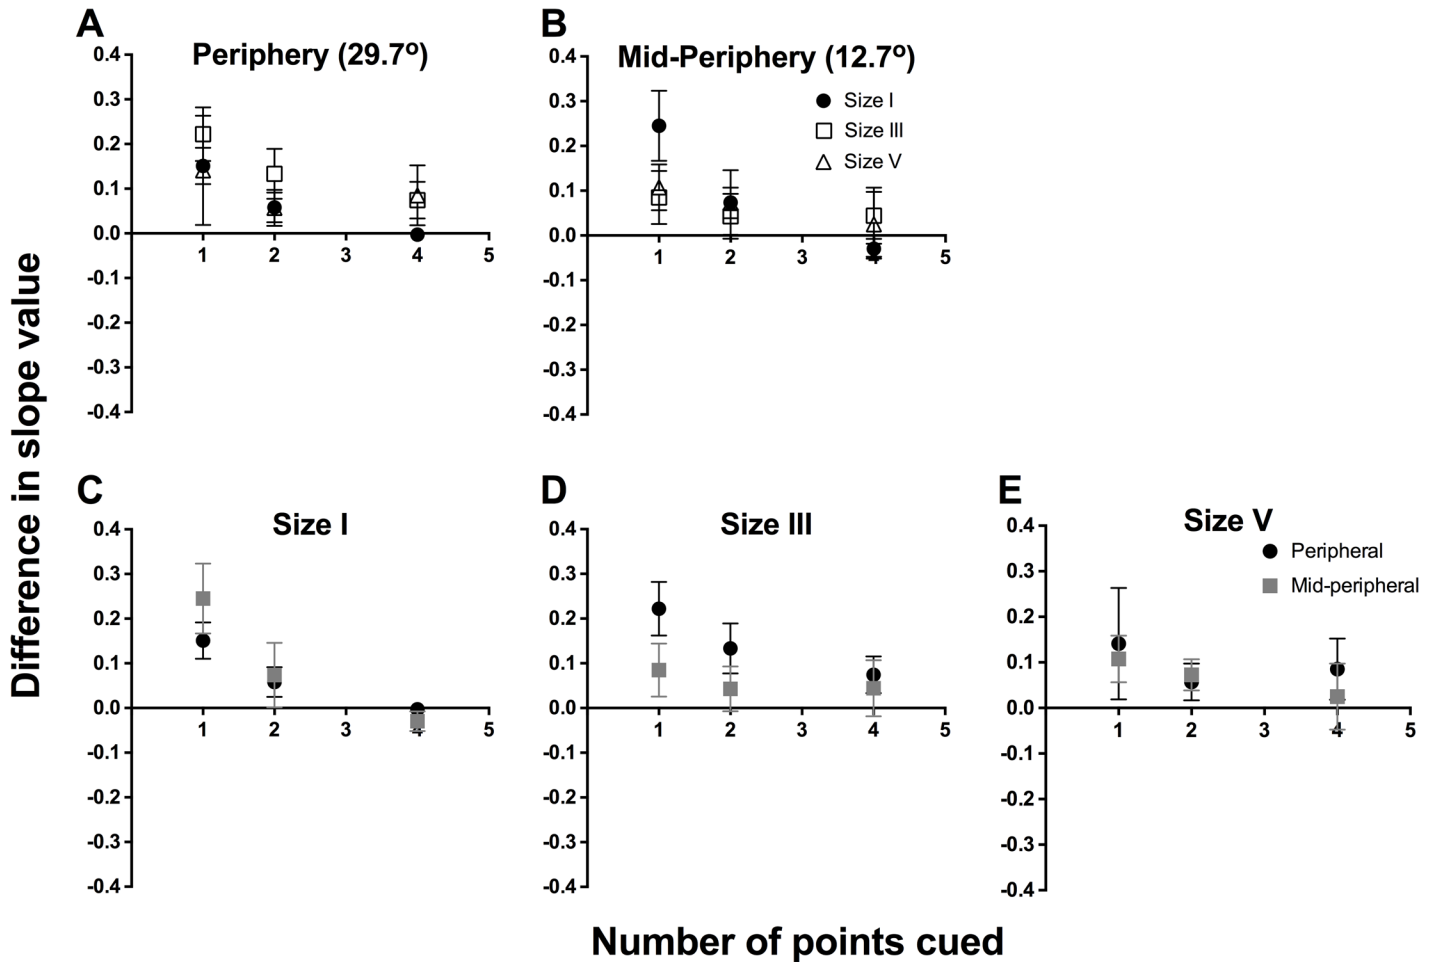 A
Periphery (29.7º)
0.4
0.3
0.2
0.1
0.0
-0.1
-0.2
-0.3
-0.4
1 2 3 4 5
B
Mid-Periphery (12.7º)
Size I
Size III
Size V
0.4
0.3
0.2
0.1
0.0
-0.1
-0.2
-0.3
-0.4
1 2 3 4 5
Difference in slope value
C
Size I
0.4
0.3
0.2
0.1
0.0
-0.1
-0.2
-0.3
-0.4
1 2 3 4 5
D
Size III
0.4
0.3
0.2
0.1
0.0
-0.1
-0.2
-0.3
-0.4
1 2 3 4 5
E
Size V
Peripheral
Mid-peripheral
0.4
0.3
0.2
0.1
0.0
-0.1
-0.2
-0.3
-0.4
1 2 3 4 5
Number of points cued